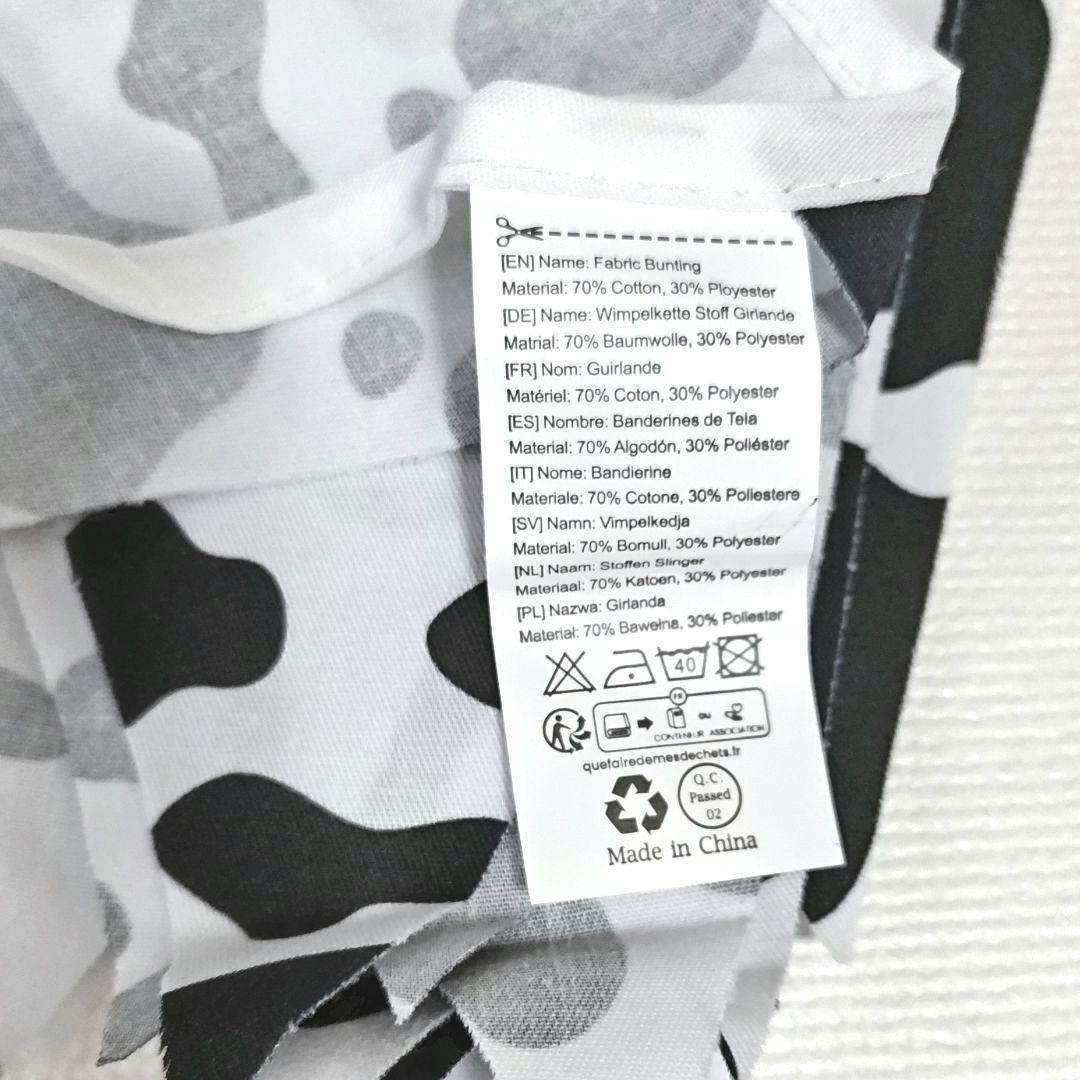 [EN] Name: Fabric Bunting
Material: 70% Cotton, 30% Ployester
[DE] Name: Wimpelkette Stoff Girlande
Matrial: 70% Baumwolle, 30% Polyester
[FR] Nom: Guirlande
Matériel: 70% Coton, 30% Polyester
[ES] Nombre: Banderines de Tela
Material: 70% Algodón, 30% Poliéster
[IT] Nome: Bandierine
Materiale: 70% Cotone, 30% Poliestere
[SV] Namn: Vimpelkedja
Material: 70% Bomull, 30% Polyester
[NL] Naam: Stoffen Slinger
Materiaal: 70% Katoen, 30% Polyester
[PL] Nazwa: Girlanda
Materiał: 70% Bawełna, 30% Poliester
40
FR
OU
CONTENEUR ASSOCIATION
quefairedemesdechets.fr
Q.C.
Passed
02
Made in China